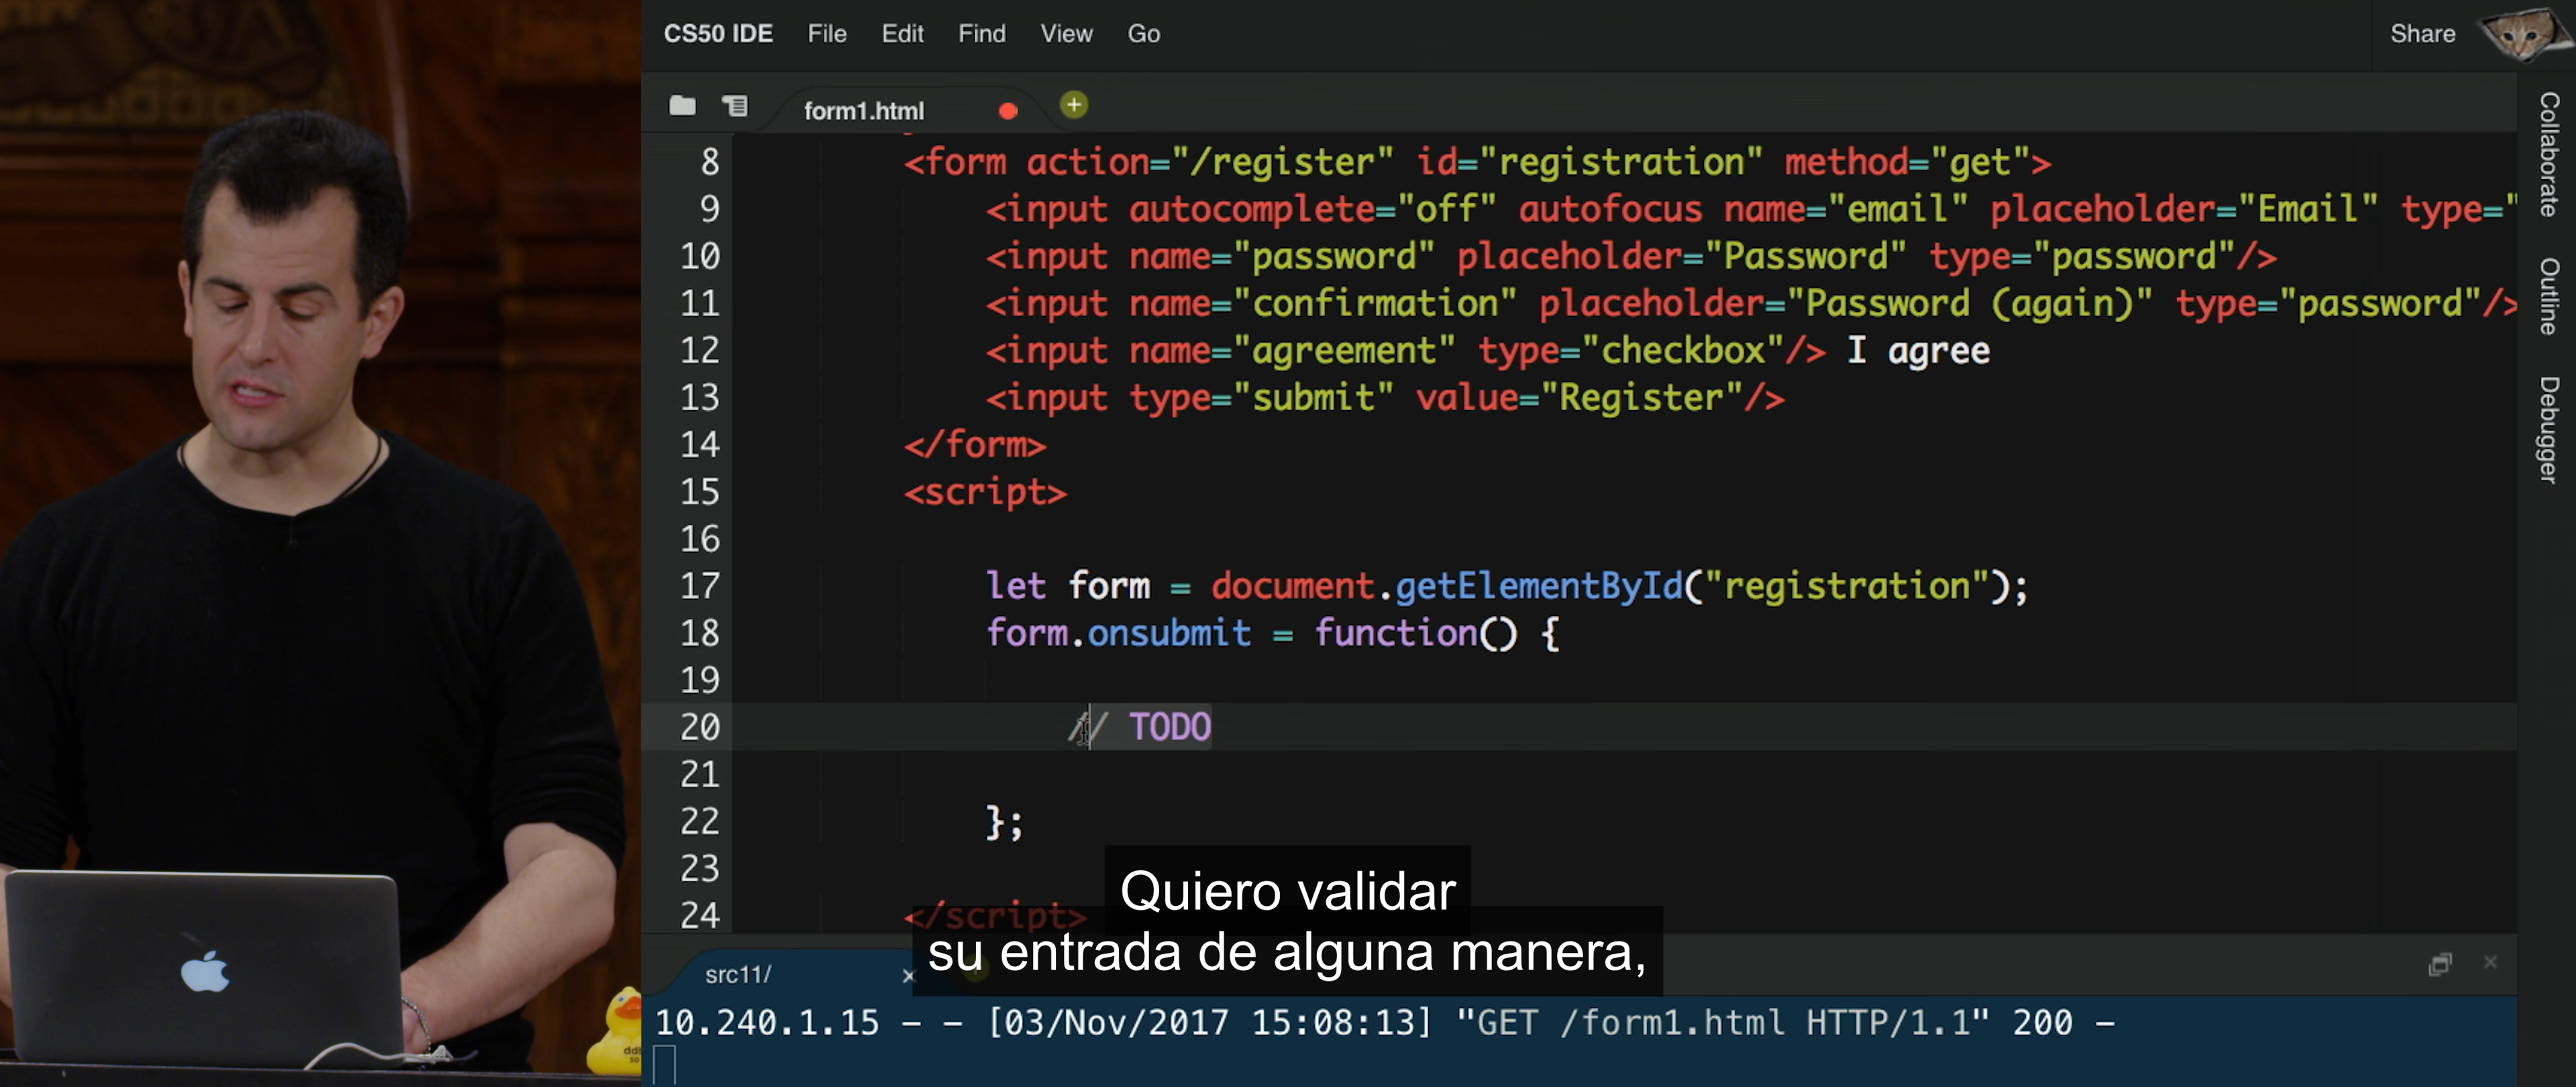 CS50 IDE File Edit Find View Go Share
form1.html
8 <form action="/register" id="registration" method="get">
9 <input autocomplete="off" autofocus name="email" placeholder="Email" type="
10 <input name="password" placeholder="Password" type="password"/>
11 <input name="confirmation" placeholder="Password (again)" type="password"/>
12 <input name="agreement" type="checkbox"/> I agree
13 <input type="submit" value="Register"/>
14 </form>
15 <script>
16
17 let form = document.getElementById("registration");
18 form.onsubmit = function() {
19
20 // TODO
21
22 };
23
24 </script>
Quiero validar
su entrada de alguna manera,
src11/
10.240.1.15 - - [03/Nov/2017 15:08:13] "GET /form1.html HTTP/1.1" 200 -
Collaborate
Outline
Debugger